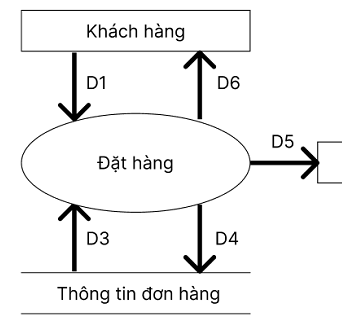 Khách hàng
D1
D6
D5
Đặt hàng
D3
D4
Thông tin đơn hàng